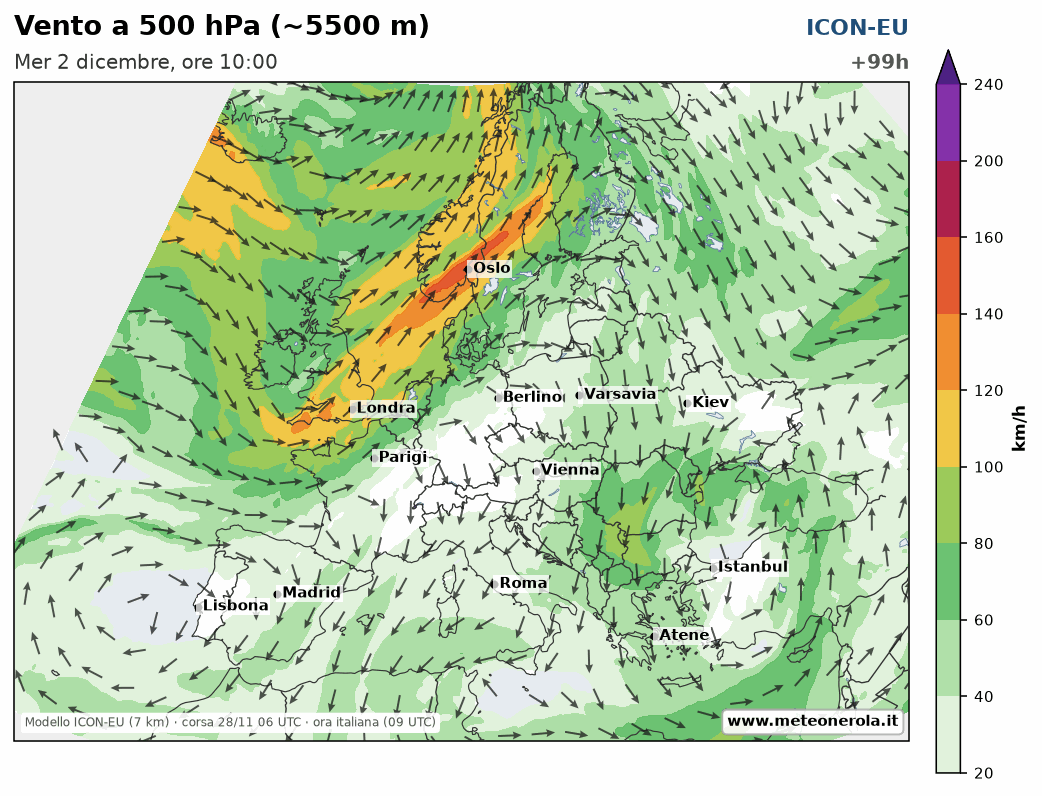 Vento a 500 hPa (~5500 m)
ICON-EU
Mer 2 dicembre, ore 10:00
+99h
240
200
160
140
120
100
80
60
40
20
km/h
Oslo
Londra
Berlino
Varsavia
Kiev
Parigi
Vienna
Istanbul
Roma
Madrid
Lisbona
Atene
Modello ICON-EU (7 km) · corsa 28/11 06 UTC · ora italiana (09 UTC)
www.meteonerola.it